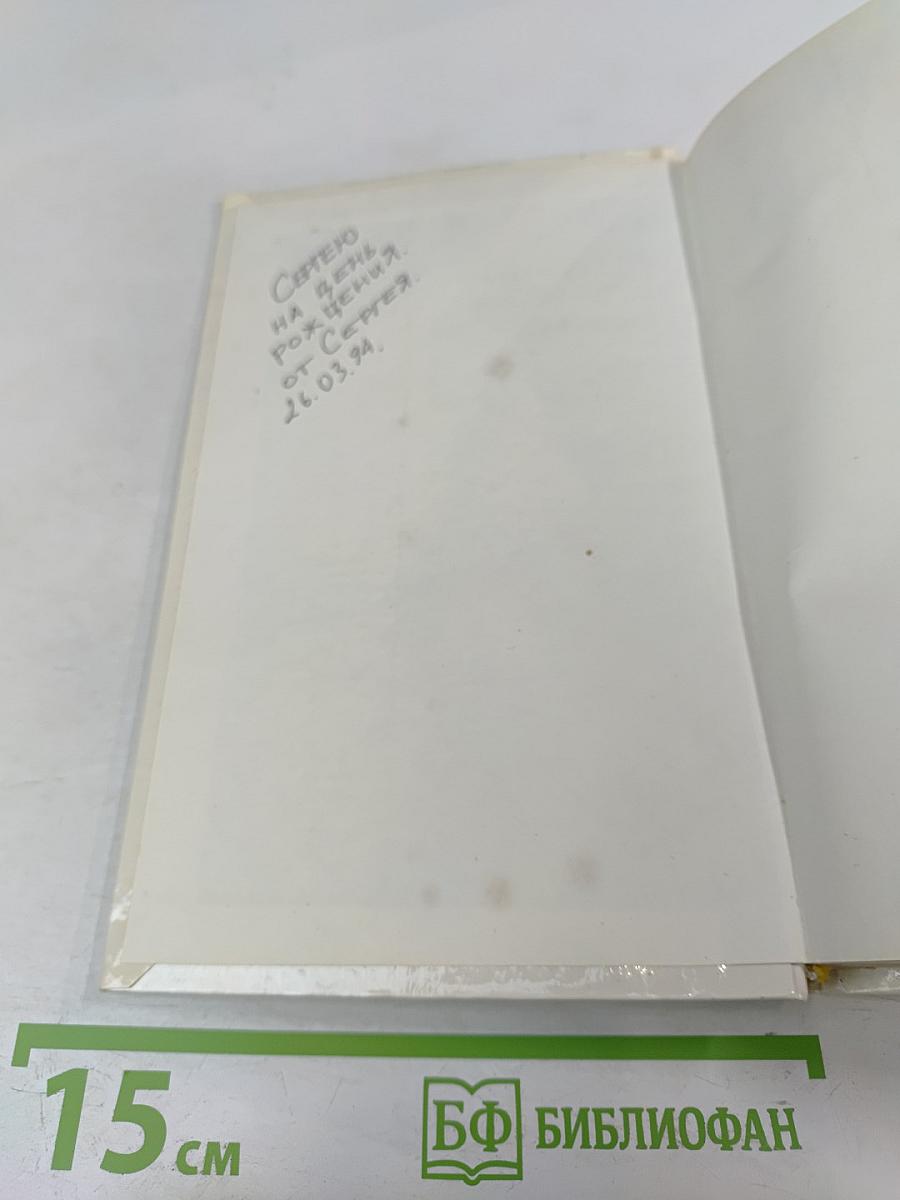 Сергею
на день
рождения.
от Сергея.
26.03.94.
15 см
БФ БИБЛИОФАН